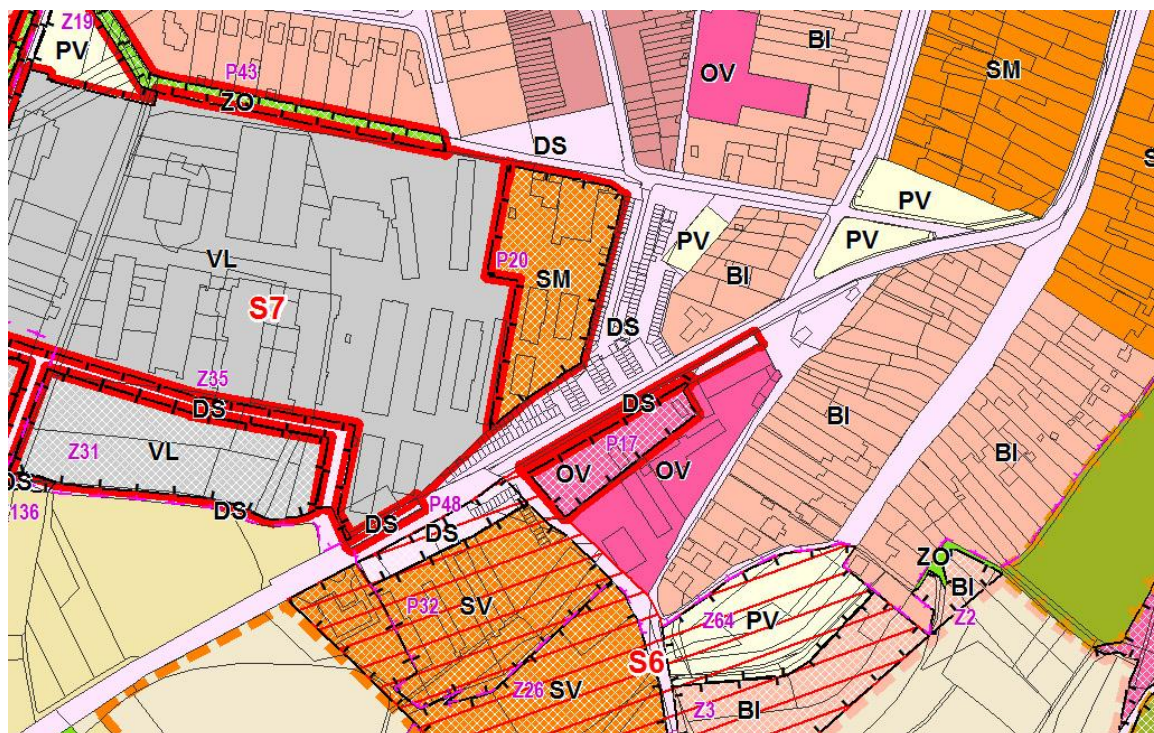 Z19
PV
BI
P43
OV
SM
ZO
DS
S
PV
PV
PV
VL
P20
BI
SM
S7
DS
Z35
DS
DS
BI
P17
VL
BI
Z31
OV
OV
DS
DS
P48
136
DS
DS
ZO
BI
P32
SV
Z64
PV
Z2
S6
Z26
SV
Z3
BI